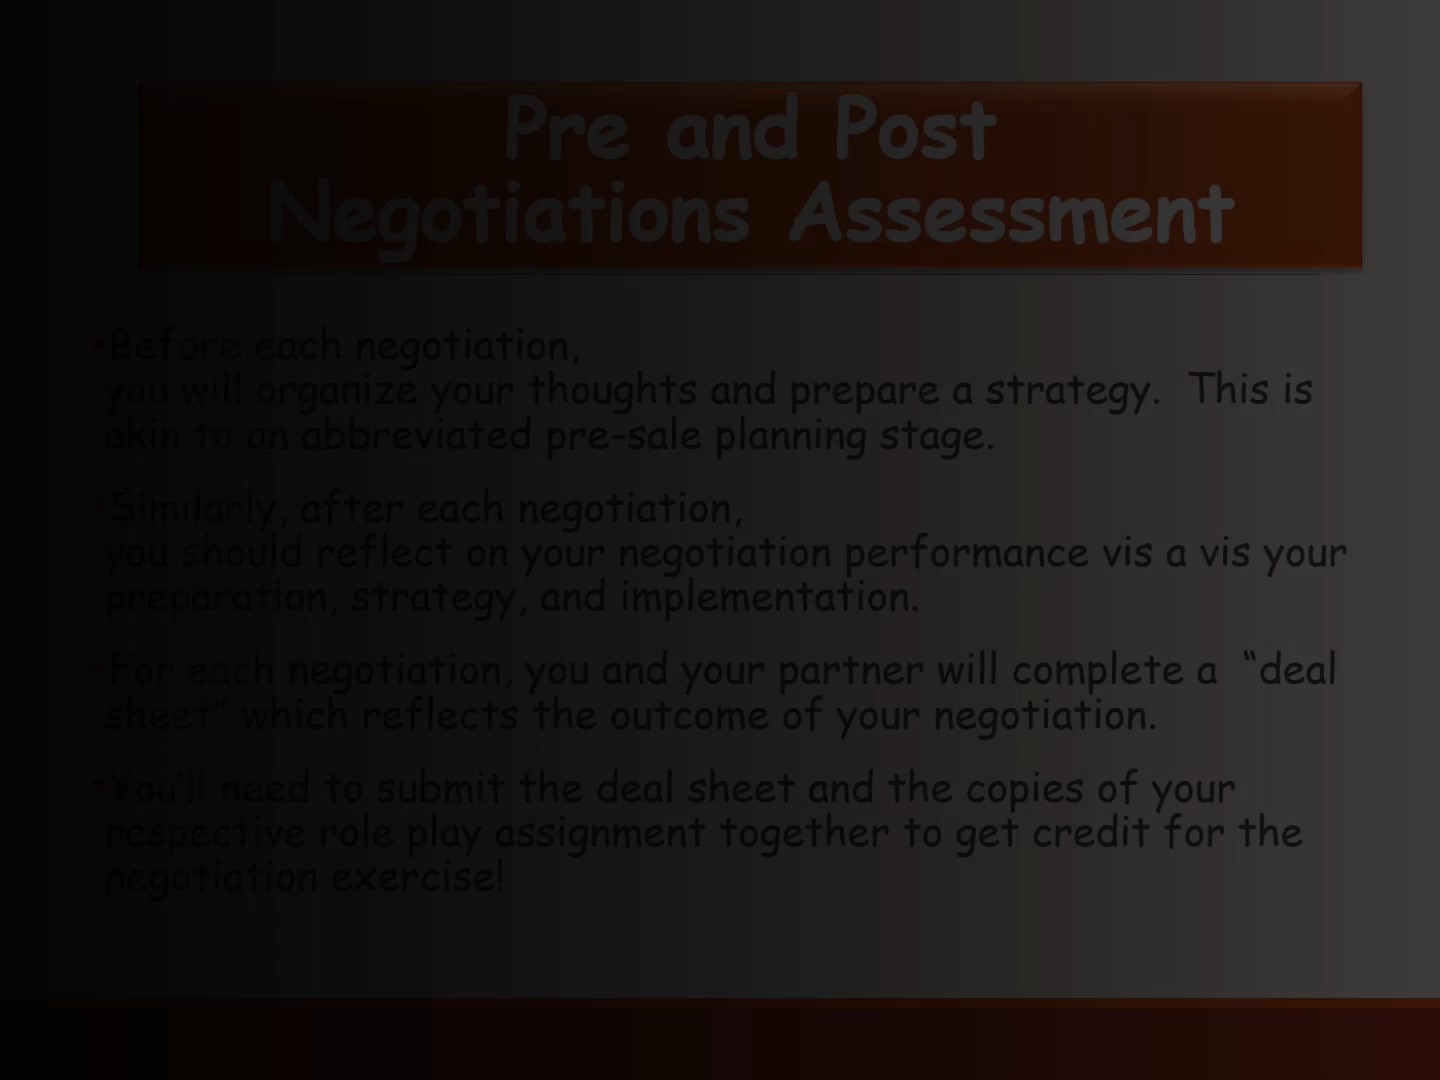 Pre and Post
Negotiations Assessment
•Before each negotiation,
you will organize your thoughts and prepare a strategy.  This is
akin to an abbreviated pre-sale planning stage.
•Similarly, after each negotiation,
you should reflect on your negotiation performance vis a vis your
preparation, strategy, and implementation.
•For each negotiation, you and your partner will complete a  “deal
sheet” which reflects the outcome of your negotiation.
•You’ll need to submit the deal sheet and the copies of your
respective role play assignment together to get credit for the
negotiation exercise!